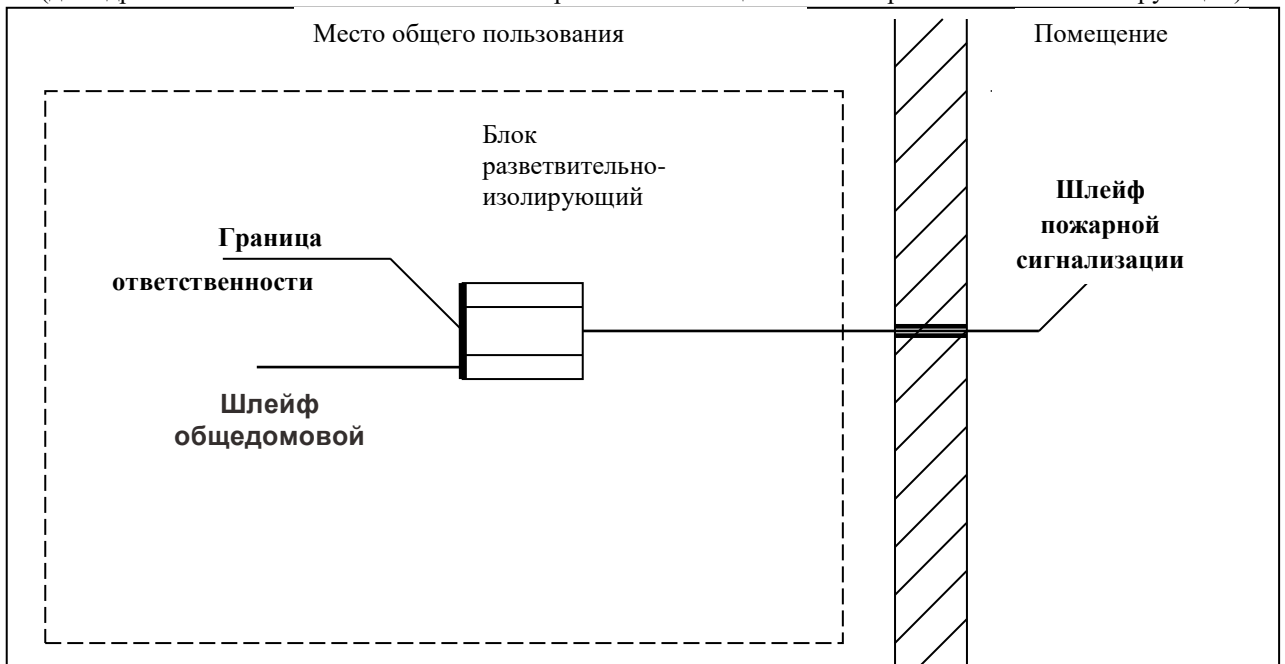 Место общего пользования
Помещение
Блок
разветвительно-
изолирующий
Шлейф
пожарной
сигнализации
Граница
ответственности
Шлейф
общедомовой